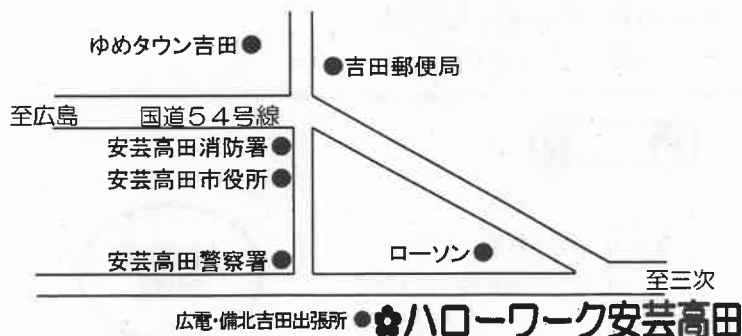 ゆめタウン吉田
吉田郵便局
至広島
国道54号線
安芸高田消防署
安芸高田市役所
安芸高田警察署
ローソン
至三次
広電・備北吉田出張所
ハローワーク安芸高田